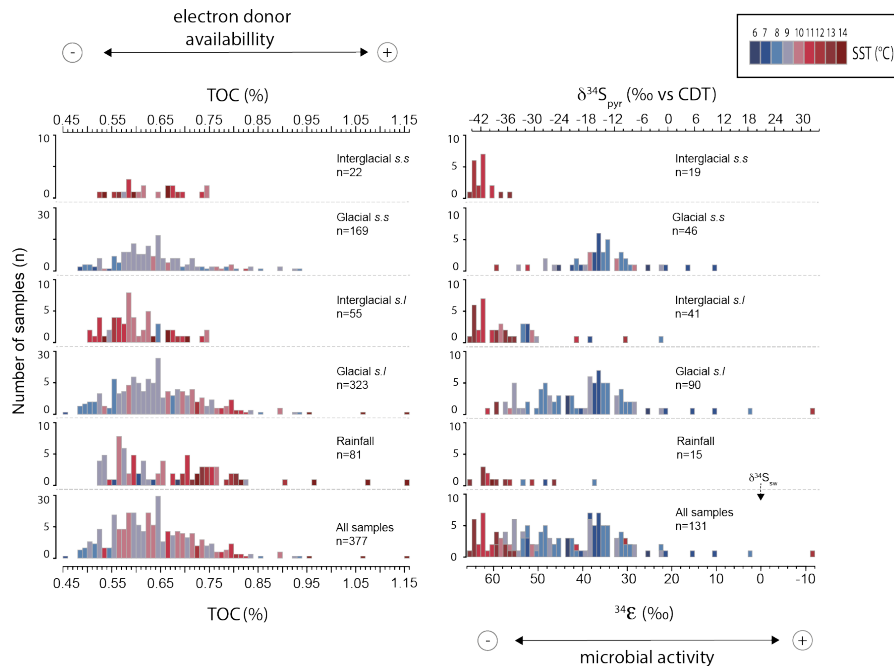 electron donor
availabillity
- +
6 7 8 9 10 11 12 13 14
SST (°C)
TOC (%)
0.45 0.55 0.65 0.75 0.85 0.95 1.05 1.15
δ³⁴Spyr (‰ vs CDT)
-42 -36 -30 -24 -18 -12 -6 0 6 14 21 24 30
Number of samples (n)
10
5
0
Interglacial s.s
n=22
10
5
0
Interglacial s.s
n=19
30
5
0
Glacial s.s
n=169
10
5
0
Glacial s.s
n=46
10
5
0
Interglacial s.l
n=55
10
5
0
Interglacial s.l
n=41
30
5
0
Glacial s.l
n=323
10
5
0
Glacial s.l
n=90
10
5
0
Rainfall
n=81
10
5
0
Rainfall
n=15
δ³⁴Ssw
30
5
0
All samples
n=377
10
5
0
All samples
n=131
0.45 0.55 0.65 0.75 0.85 0.95 1.05 1.15
TOC (%)
60 50 40 30 20 10 0 -10
³⁴ε (‰)
- +
microbial activity